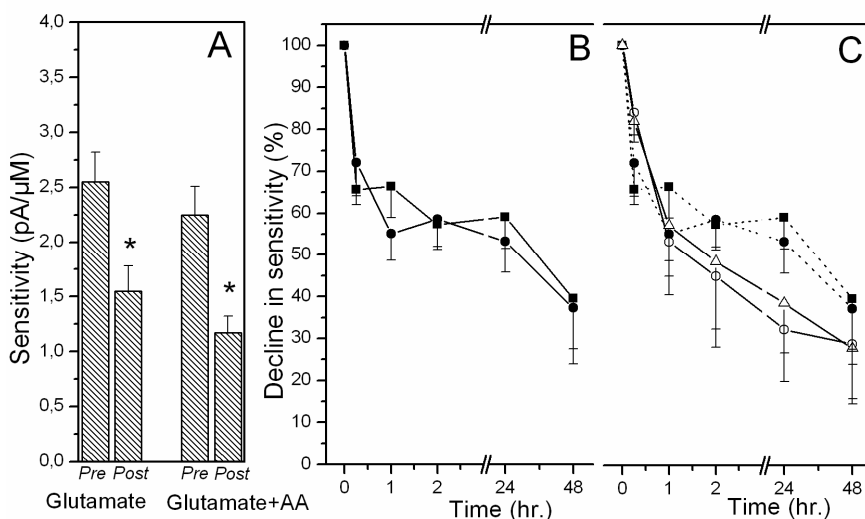 A
Sensitivity (pA/µM)
4,0
3,5
3,0
2,5
2,0
1,5
1,0
0,5
0,0
*
*
Pre Post Pre Post
Glutamate Glutamate+AA
B
Decline in sensitivity (%)
100
90
80
70
60
50
40
30
20
10
0
0 1 2 24 48
Time (hr.)
C
0 1 2 24 48
Time (hr.)